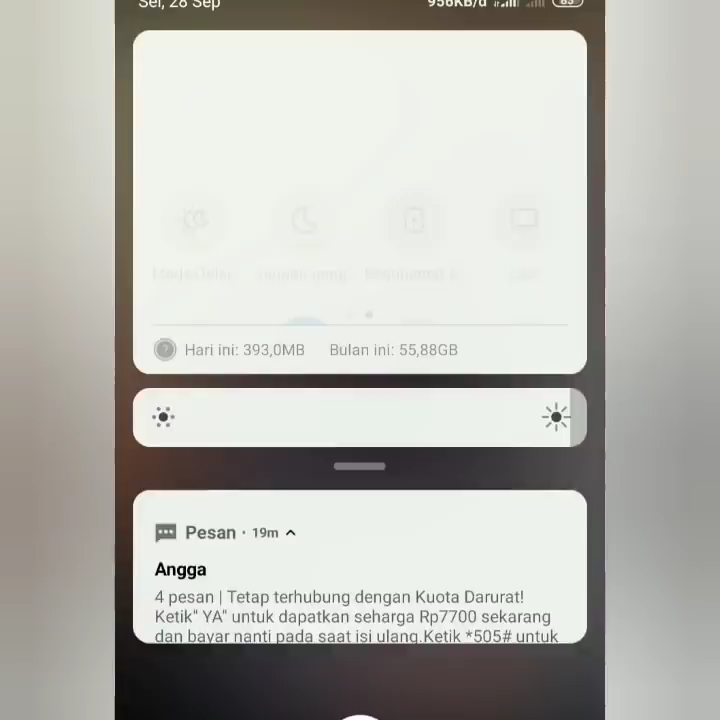 Sel, 28 Sep 956KB/d 85
Hari ini: 393,0MB Bulan ini: 55,88GB
Pesan · 19m
Angga
4 pesan | Tetap terhubung dengan Kuota Darurat!
Ketik" YA" untuk dapatkan seharga Rp7700 sekarang
dan bayar nanti pada saat isi ulang.Ketik *505# untuk